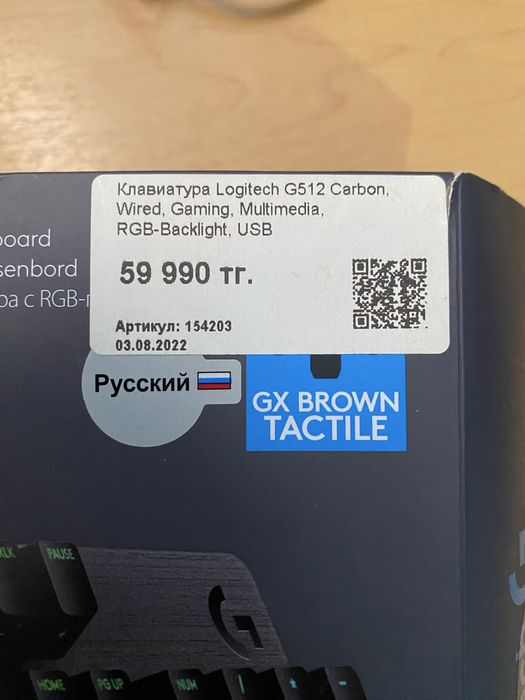 Клавиатура Logitech G512 Carbon,
Wired, Gaming, Multimedia,
RGB-Backlight, USB
59 990 тг.
Артикул: 154203
03.08.2022
Русский
GX BROWN
TACTILE
PAUSE
HOME
PG UP
NUM
/
*
-